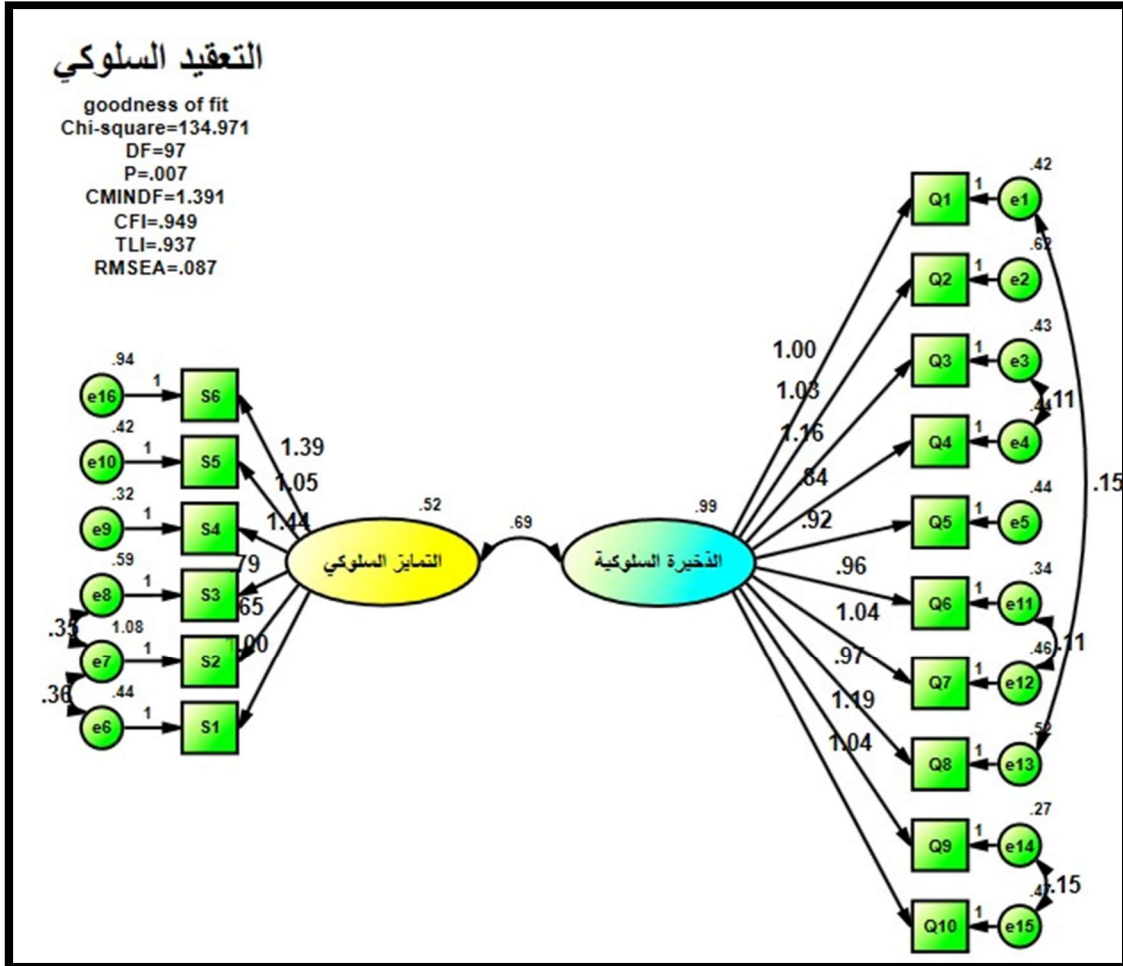 التعقيد السلوكي
goodness of fit
Chi-square=134.971
DF=97
P=.007
CMINDF=1.391
CFI=.949
TLI=.937
RMSEA=.087
.94
e16
1
S6
1.39
.42
e10
1
S5
1.05
.32
e9
1
S4
1.44
.59
e8
1
S3
.79
.35
1.08
e7
1
S2
.65
.36
.44
e6
1
S1
1.00
.52
التمايز السلوكي
.69
.99
الذخيرة السلوكية
1.00
Q1
1
.42
e1
1.03
Q2
1
.62
e2
1.16
Q3
1
.43
e3
.11
.84
Q4
1
.44
e4
.92
Q5
1
.44
e5
.15
.96
Q6
1
.34
e11
.11
1.04
Q7
1
.46
e12
.97
Q8
1
.52
e13
1.19
Q9
1
.27
e14
.15
1.04
Q10
1
.47
e15